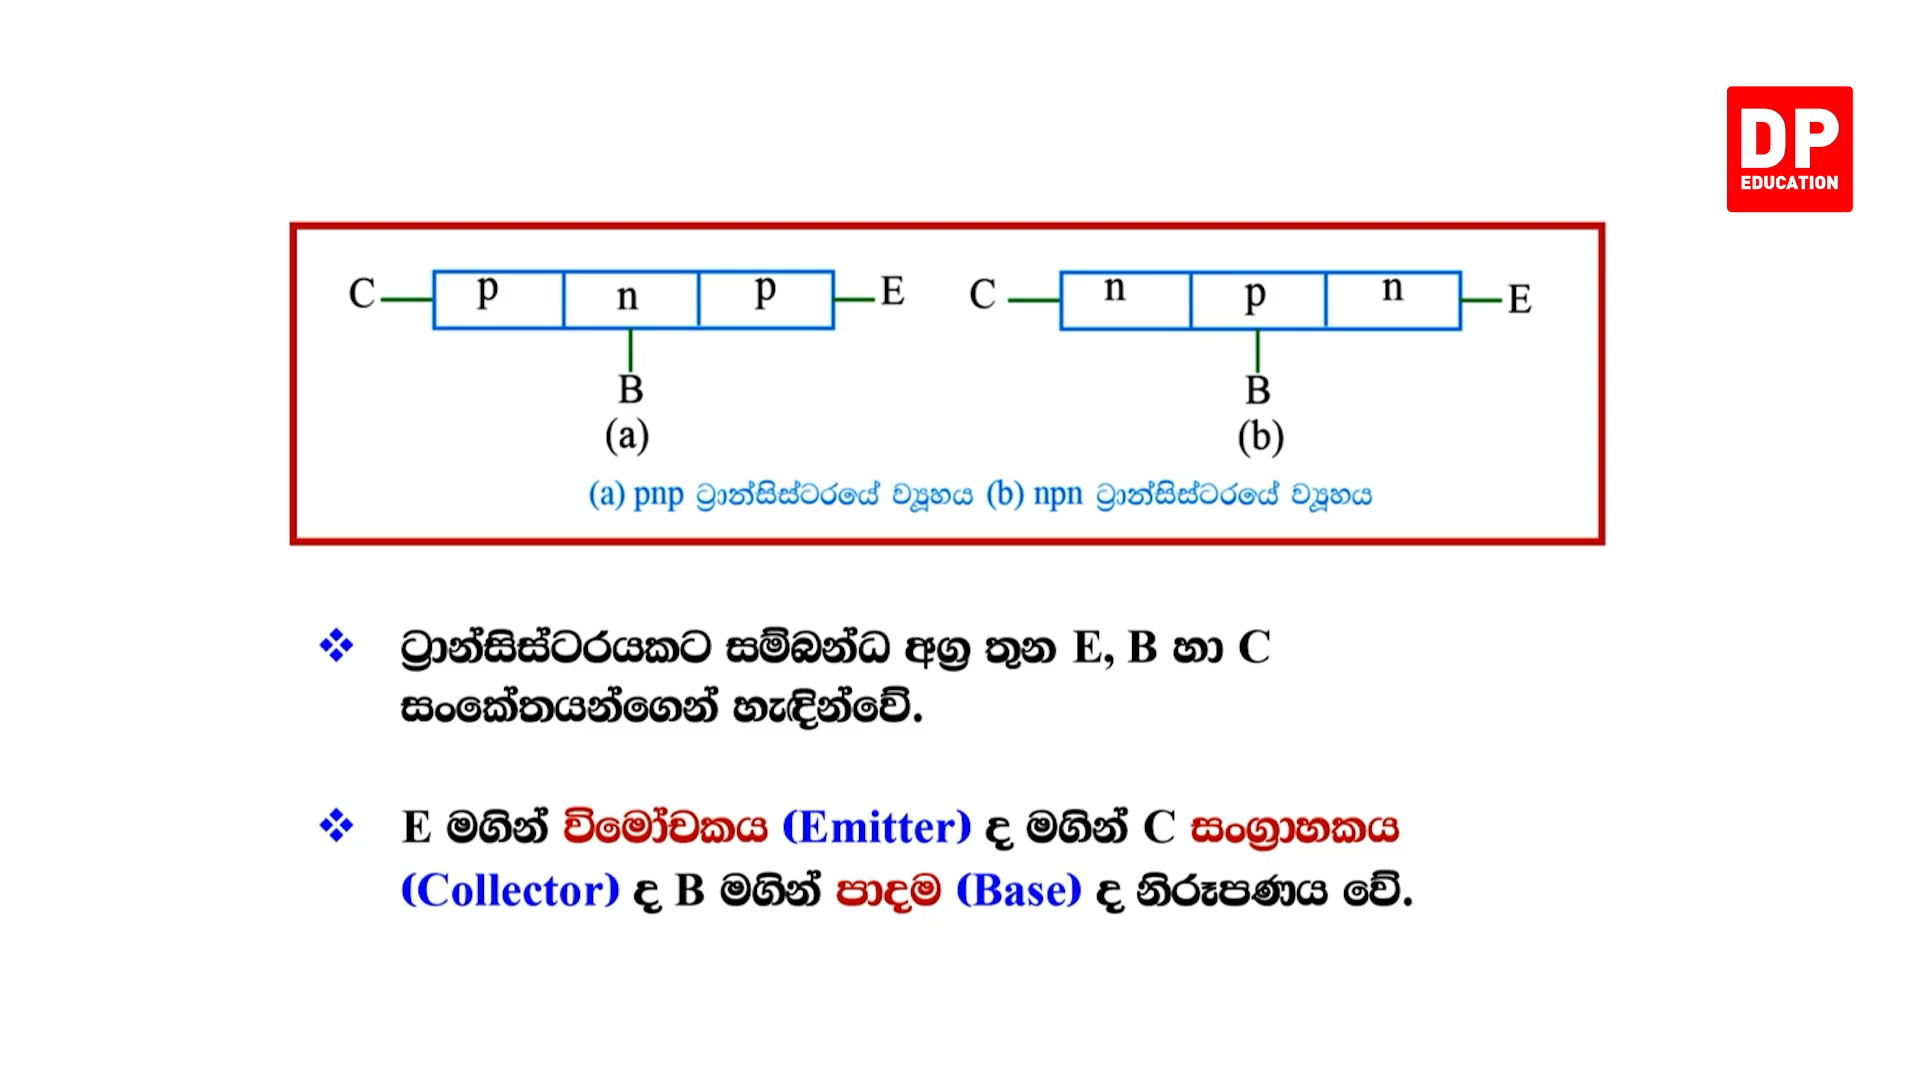 DP
EDUCATION
C p n p E C n p n E
B B
(a) (b)
(a) pnp ට්‍රාන්සිස්ටරයේ ව්‍යූහය (b) npn ට්‍රාන්සිස්ටරයේ ව්‍යූහය
ට්‍රාන්සිස්ටරයකට සම්බන්ධ අග්‍ර තුන E, B හා C
සංකේතයන්ගෙන් හැඳින්වේ.
E මගින් විමෝචකය (Emitter) ද මගින් C සංග්‍රාහකය
(Collector) ද B මගින් පාදම (Base) ද නිරූපණය වේ.